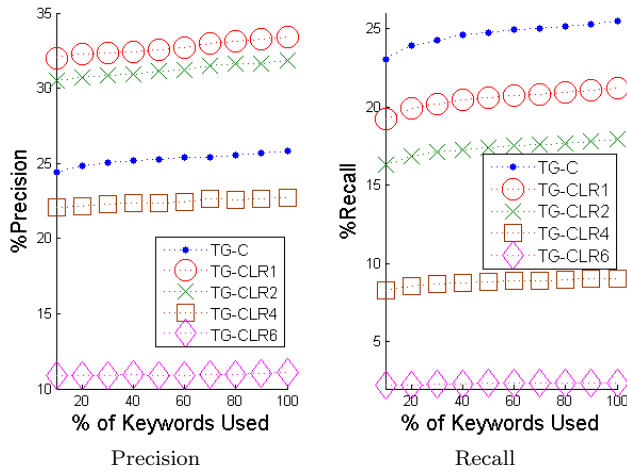 35
30
25
20
15
10
%Precision
TG-C
TG-CLR1
TG-CLR2
TG-CLR4
TG-CLR6
20 40 60 80 100
% of Keywords Used
Precision
25
20
15
10
5
%Recall
TG-C
TG-CLR1
TG-CLR2
TG-CLR4
TG-CLR6
20 40 60 80 100
% of Keywords Used
Recall